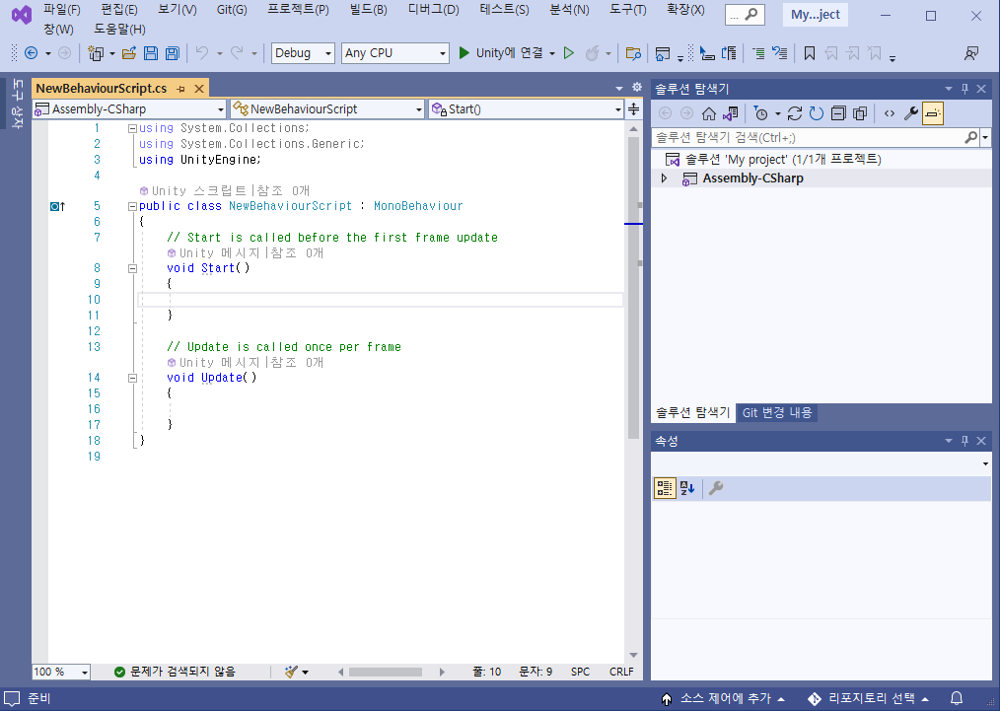 파일(F) 편집(E) 보기(V) Git(G) 프로젝트(P) 빌드(B) 디버그(D) 테스트(S) 분석(N) 도구(T) 확장(X) ... My...ject
창(W) 도움말(H)
Debug Any CPU Unity에 연결
도구 상자
NewBehaviourScript.cs
Assembly-CSharp NewBehaviourScript Start()
1 using System.Collections;
2 using System.Collections.Generic;
3 using UnityEngine;
4
Unity 스크립트|참조 0개
5 public class NewBehaviourScript : MonoBehaviour
6 {
7 // Start is called before the first frame update
Unity 메시지|참조 0개
8 void Start()
9 {
10
11 }
12
13 // Update is called once per frame
Unity 메시지|참조 0개
14 void Update()
15 {
16
17 }
18 }
19
100 % 문제가 검색되지 않음 줄: 10 문자: 9 SPC CRLF
솔루션 탐색기
솔루션 탐색기 검색(Ctrl+;)
솔루션 'My project' (1/1개 프로젝트)
Assembly-CSharp
솔루션 탐색기 Git 변경 내용
속성
준비 소스 제어에 추가 리포지토리 선택